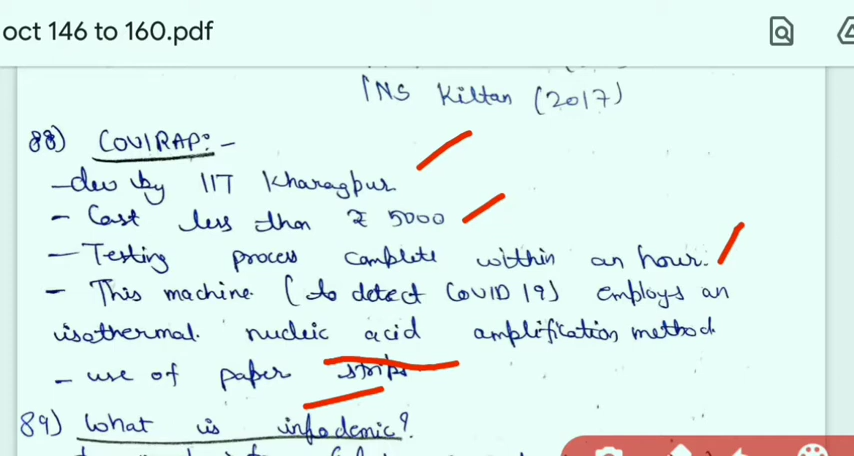 oct 146 to 160.pdf
INS Kiltan (2017)
88) COVIRAP:-
- dev by IIT Kharagpur
- Cost less than ₹ 5000
- Testing process complete within an hour.
- This machine (to detect COVID 19) employs an
isothermal nucleic acid amplification method
- use of paper strips
89) What is infodemic?